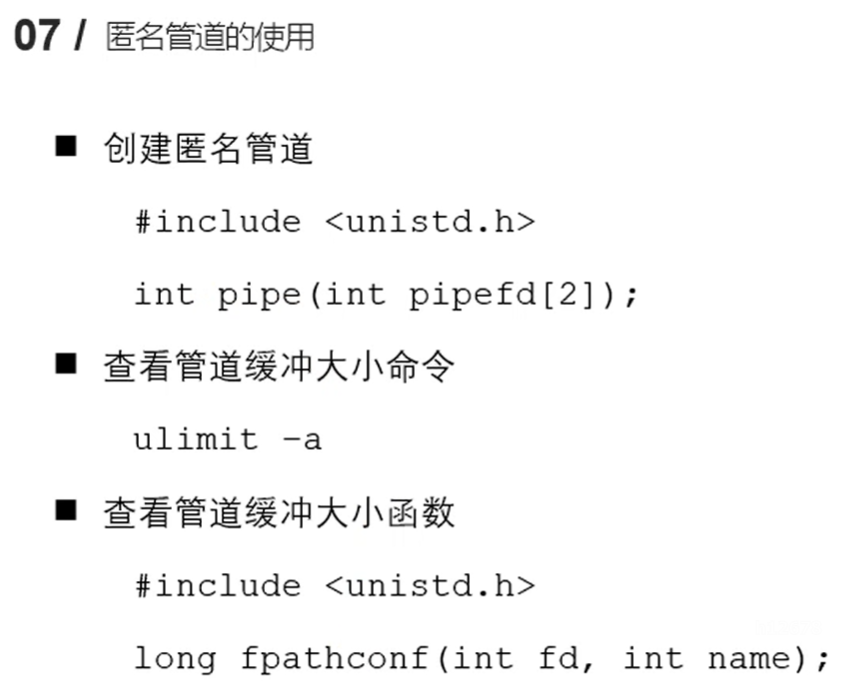 07 / 匿名管道的使用
■ 创建匿名管道
#include <unistd.h>
int pipe(int pipefd[2]);
■ 查看管道缓冲大小命令
ulimit –a
■ 查看管道缓冲大小函数
#include <unistd.h>
long fpathconf(int fd, int name);